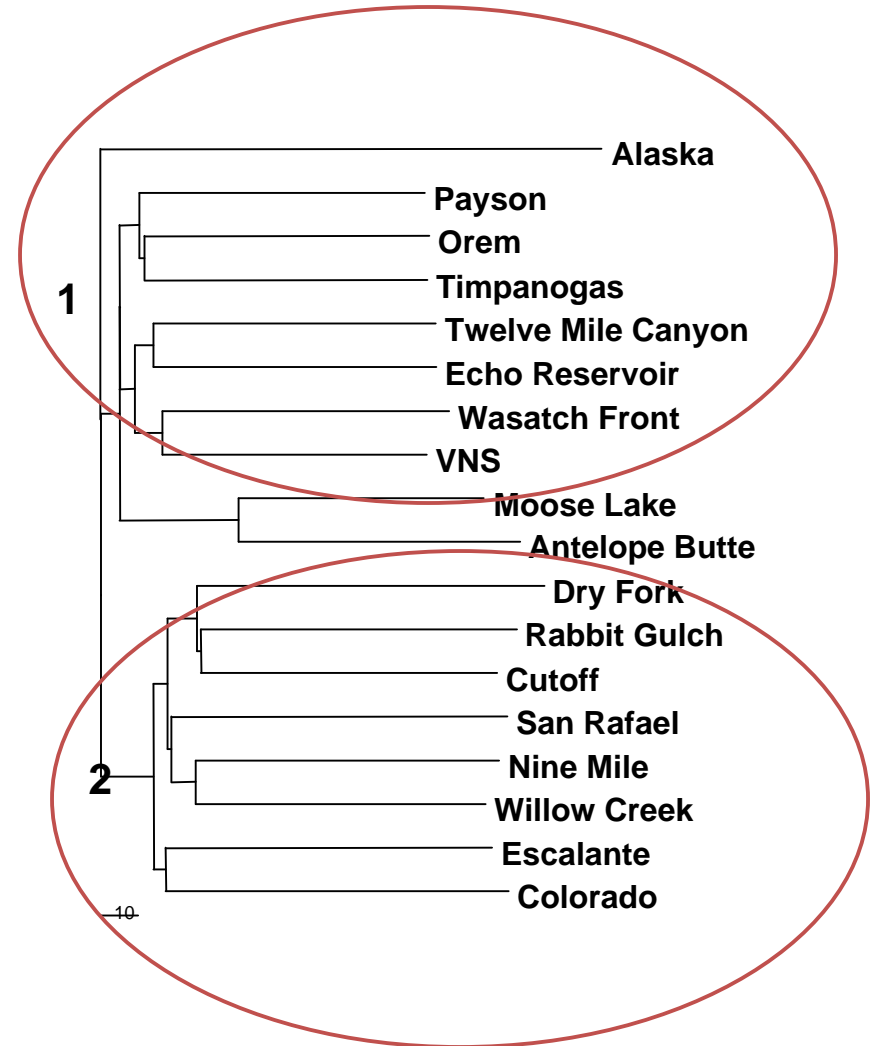 Alaska
Payson
Orem
1
Timpanogas
Twelve Mile Canyon
Echo Reservoir
Wasatch Front
VNS
Moose Lake
Antelope Butte
Dry Fork
Rabbit Gulch
Cutoff
San Rafael
2
Nine Mile
Willow Creek
Escalante
Colorado
10